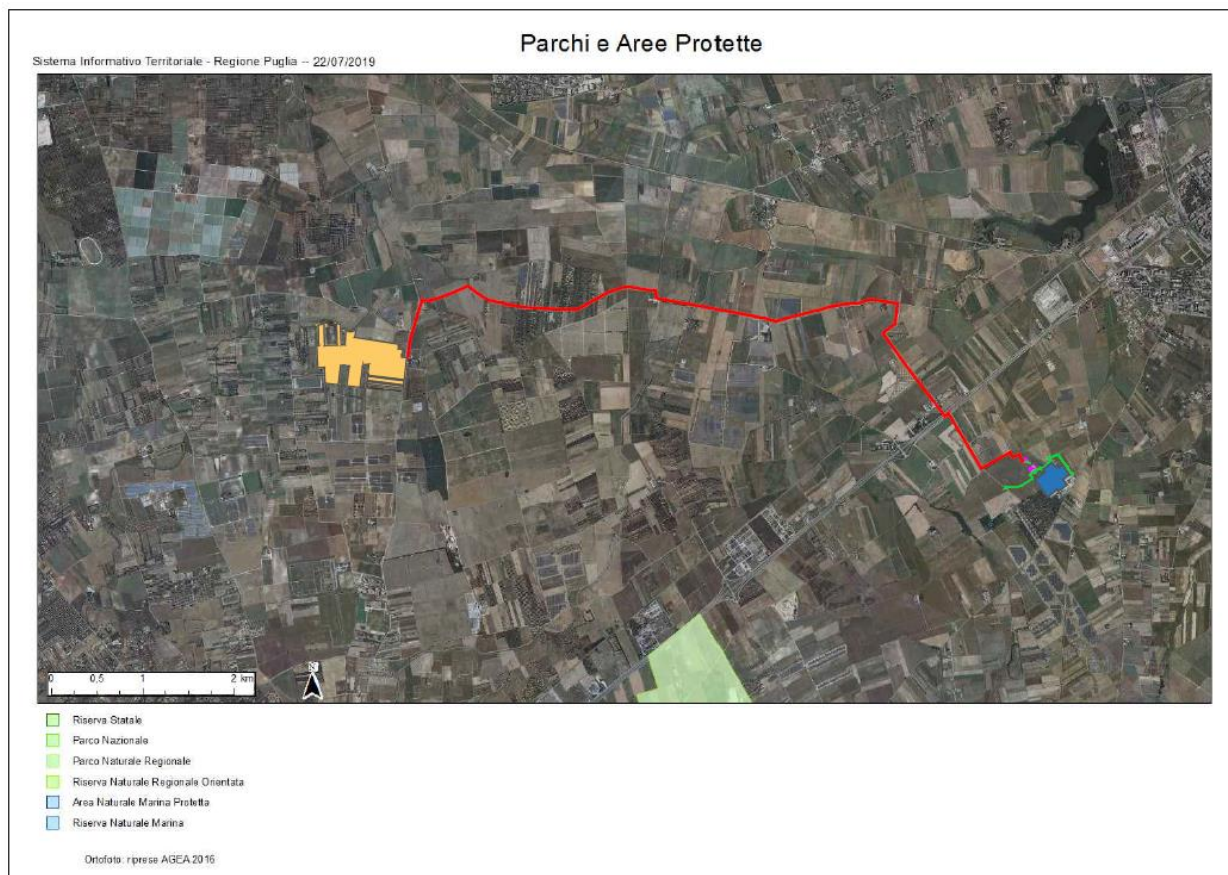 Parchi e Aree Protette
Sistema Informativo Territoriale - Regione Puglia -- 22/07/2019
0 0,5 1 2 km
N
Riserva Statale
Parco Nazionale
Parco Naturale Regionale
Riserva Naturale Regionale Orientata
Area Naturale Marina Protetta
Riserva Naturale Marina
Ortofoto: riprese AGEA 2016